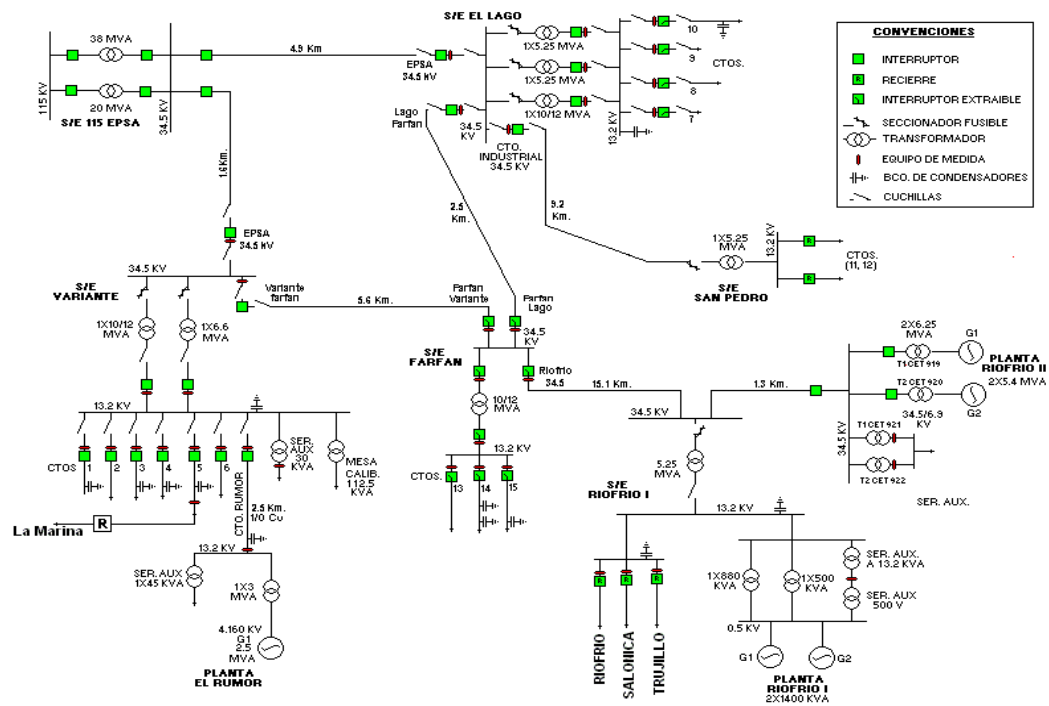 38 MVA
115 KV
20 MVA
S/E 115 EPSA
34.5 KV
4.9 Km.
EPSA
34.5 KV
S/E EL LAGO
1X5.25 MVA
1X5.25 MVA
1X10/12 MVA
10
9
CTOS.
8
7
13.2 KV
Lago
Parfan
34.5
KV
CTO.
INDUSTRIAL
34.5 KV
CONVENCIONES
INTERRUPTOR
R
RECIERRE
INTERRUPTOR EXTRAIBLE
SECCIONADOR FUSIBLE
TRANSFORMADOR
EQUIPO DE MEDIDA
BCO. DE CONDENSADORES
CUCHILLAS
1.6Km.
2.5
Km.
9.2
Km.
EPSA
34.5 KV
34.5 KV
S/E
VARIANTE
Variante
farfan
5.6 Km.
Parfan
Variante
Parfan
Lago
34.5
KV
1X5.25
MVA
13.2 KV
R
R
CTOS.
(11, 12)
S/E
SAN PEDRO
1X10/12
MVA
1X6.6
MVA
S/E
FARFAN
10/12
MVA
Riofrio
34.5
15.1 Km.
1.3 Km.
34.5 KV
2X6.25
MVA
T1 CET 919
G1
T2 CET 920
G2
PLANTA
RIOFRIO II
2X5.4 MVA
34.5/6.9
KV
34.5 KV
T1 CET 921
T2 CET 922
SER. AUX.
13.2 KV
CTOS
1
2
3
4
5
6
CTO. RUMOR
SER.
AUX
30
KVA
MESA
CALIB.
112.5
KVA
13.2 KV
CTOS.
13
14
15
5.25
MVA
S/E
RIOFRIO I
13.2 KV
La Marina
R
2.5 Km.
1/0 Cu
13.2 KV
SER. AUX
1X45 KVA
1X3
MVA
4.160 KV
G1
2.5
MVA
PLANTA
EL RUMOR
R
R
R
RIOFRIO
SALONICA
TRUJILLO
1X880
KVA
1X500
KVA
SER. AUX.
A 13.2 KVA
SER. AUX
500 V
0.5 KV
G1
G2
PLANTA
RIOFRIO I
2X1400 KVA